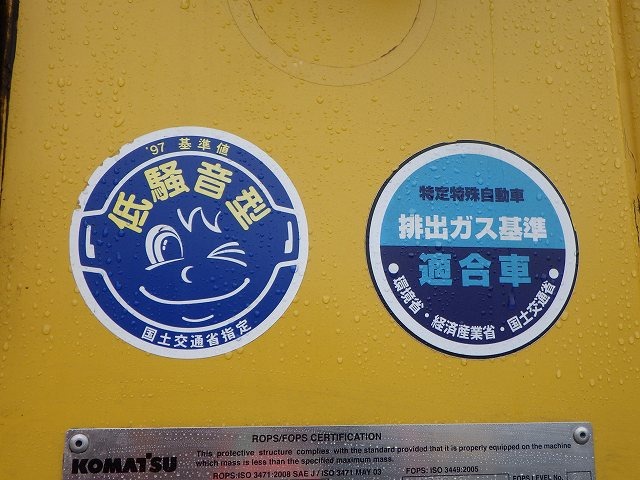 '97 基準値
低騒音型
国土交通省指定
特定特殊自動車
排出ガス基準
適合車
・環境省・経済産業省・国土交通省・
ROPS/FOPS CERTIFICATION
KOMATSU
This protective structure complies with the standard provided that it is properly equipped on the machine
which mass is less than the specified maximum mass.
ROPS: ISO 3471:2008 SAE J / ISO 3471 MAY 03
FOPS: ISO 3449:2005
FOPS LEVEL No.